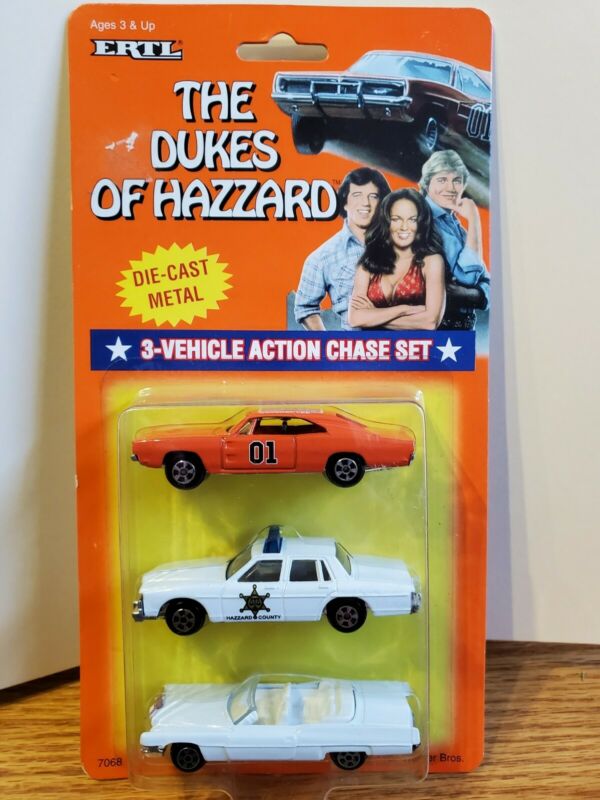 Ages 3 & Up
ERTL
THE
DUKES
OF HAZZARD™
01
DIE-CAST
METAL
3-VEHICLE ACTION CHASE SET
01
HAZZARD COUNTY
7068
Bros.